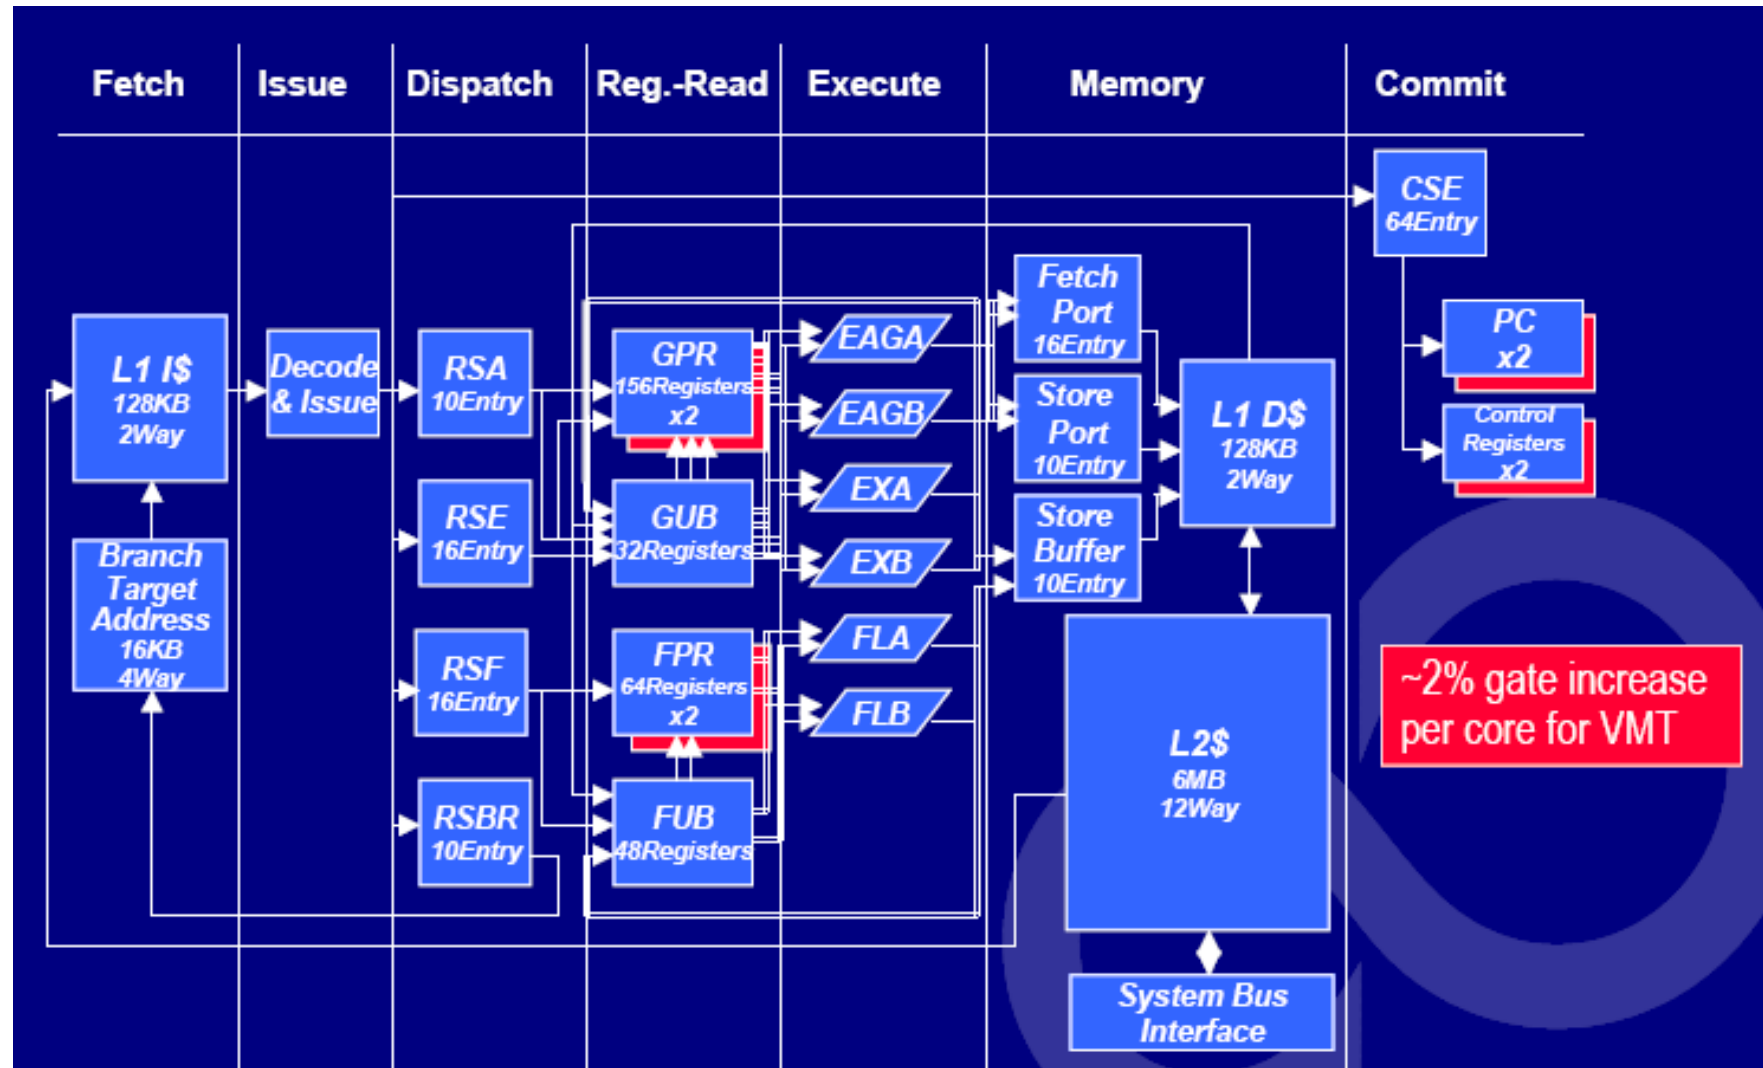 Fetch
Issue
Dispatch
Reg.-Read
Execute
Memory
Commit
L1 I$
128KB
2Way
Branch
Target
Address
16KB
4Way
Decode
& Issue
RSA
10Entry
RSE
16Entry
RSF
16Entry
RSBR
10Entry
GPR
156Registers
x2
GUB
32Registers
FPR
64Registers
x2
FUB
48Registers
EAGA
EAGB
EXA
EXB
FLA
FLB
Fetch
Port
16Entry
Store
Port
10Entry
Store
Buffer
10Entry
L1 D$
128KB
2Way
L2$
6MB
12Way
System Bus
Interface
CSE
64Entry
PC
x2
Control
Registers
x2
~2% gate increase
per core for VMT